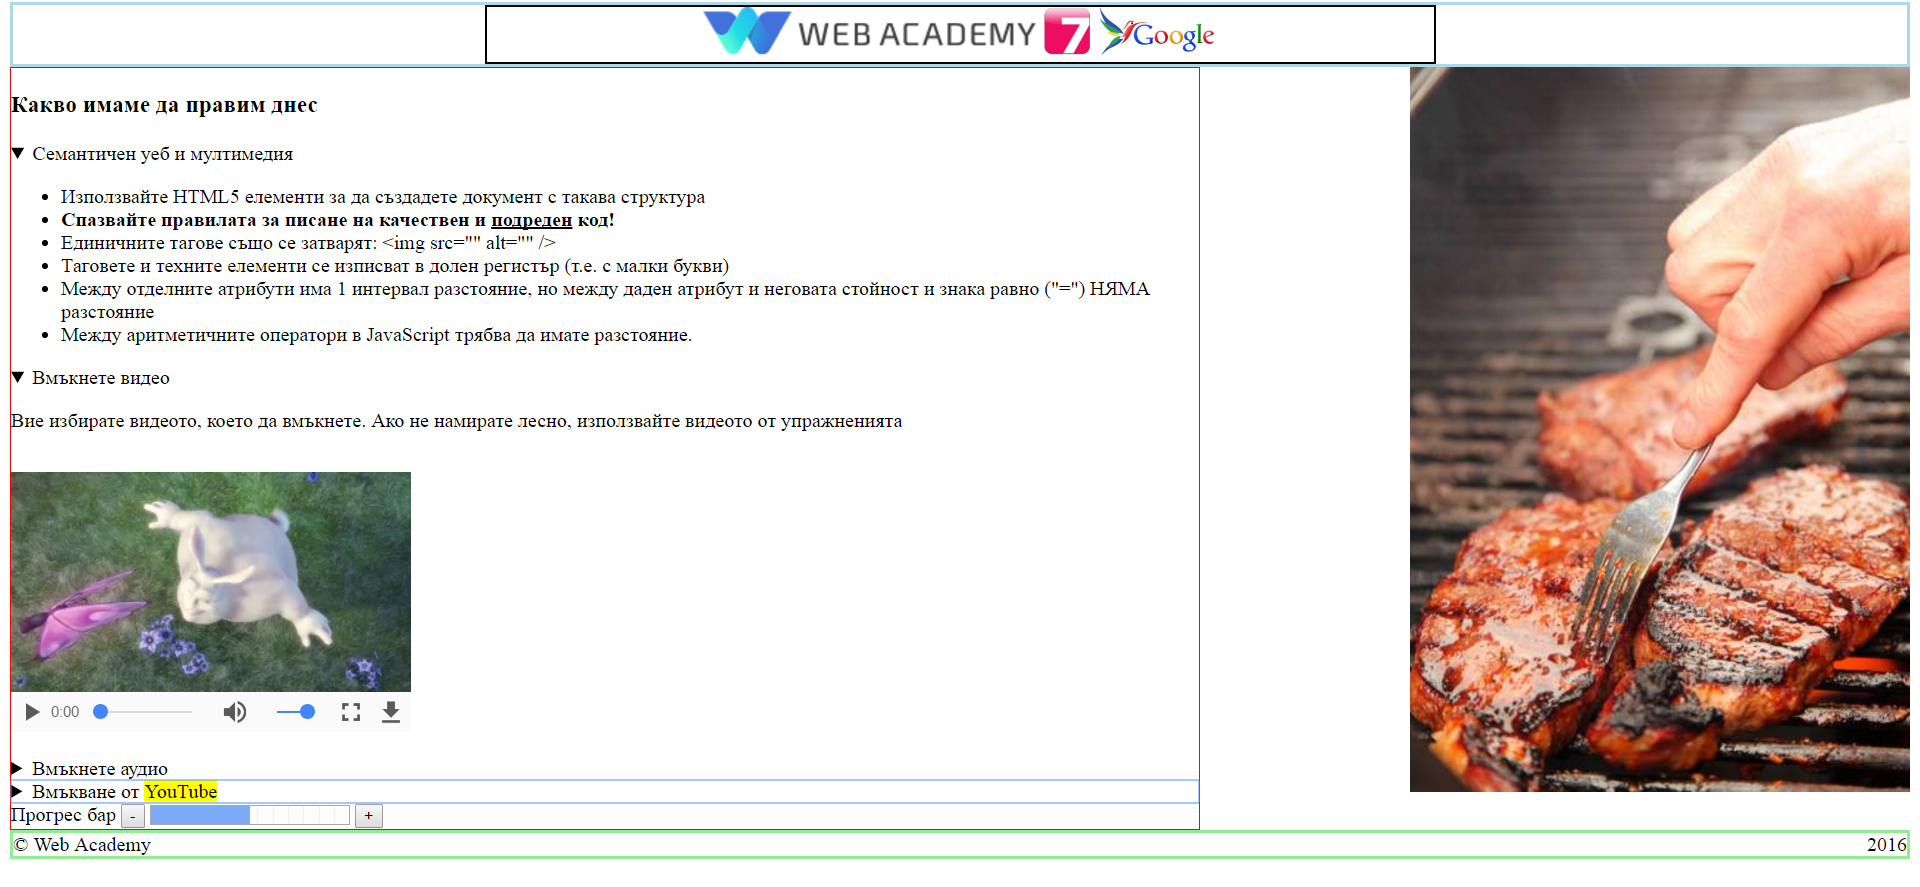 WEB ACADEMY 7 Google
Какво имаме да правим днес
Семантичен уеб и мултимедия
Използвайте HTML5 елементи за да създадете документ с такава структура
Спазвайте правилата за писане на качествен и подреден код!
Единичните тагове също се затварят: <img src="" alt="" />
Таговете и техните елементи се изписват в долен регистър (т.е. с малки букви)
Между отделните атрибути има 1 интервал разстояние, но между даден атрибут и неговата стойност и знака равно ("=") НЯМА
разстояние
Между аритметичните оператори в JavaScript трябва да имате разстояние.
Вмъкнете видео
Вие избирате видеото, което да вмъкнете. Ако не намирате лесно, използвайте видеото от упражненията
0:00
Вмъкнете аудио
Вмъкване от YouTube
Прогрес бар - +
© Web Academy 2016